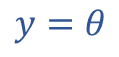 y = θ